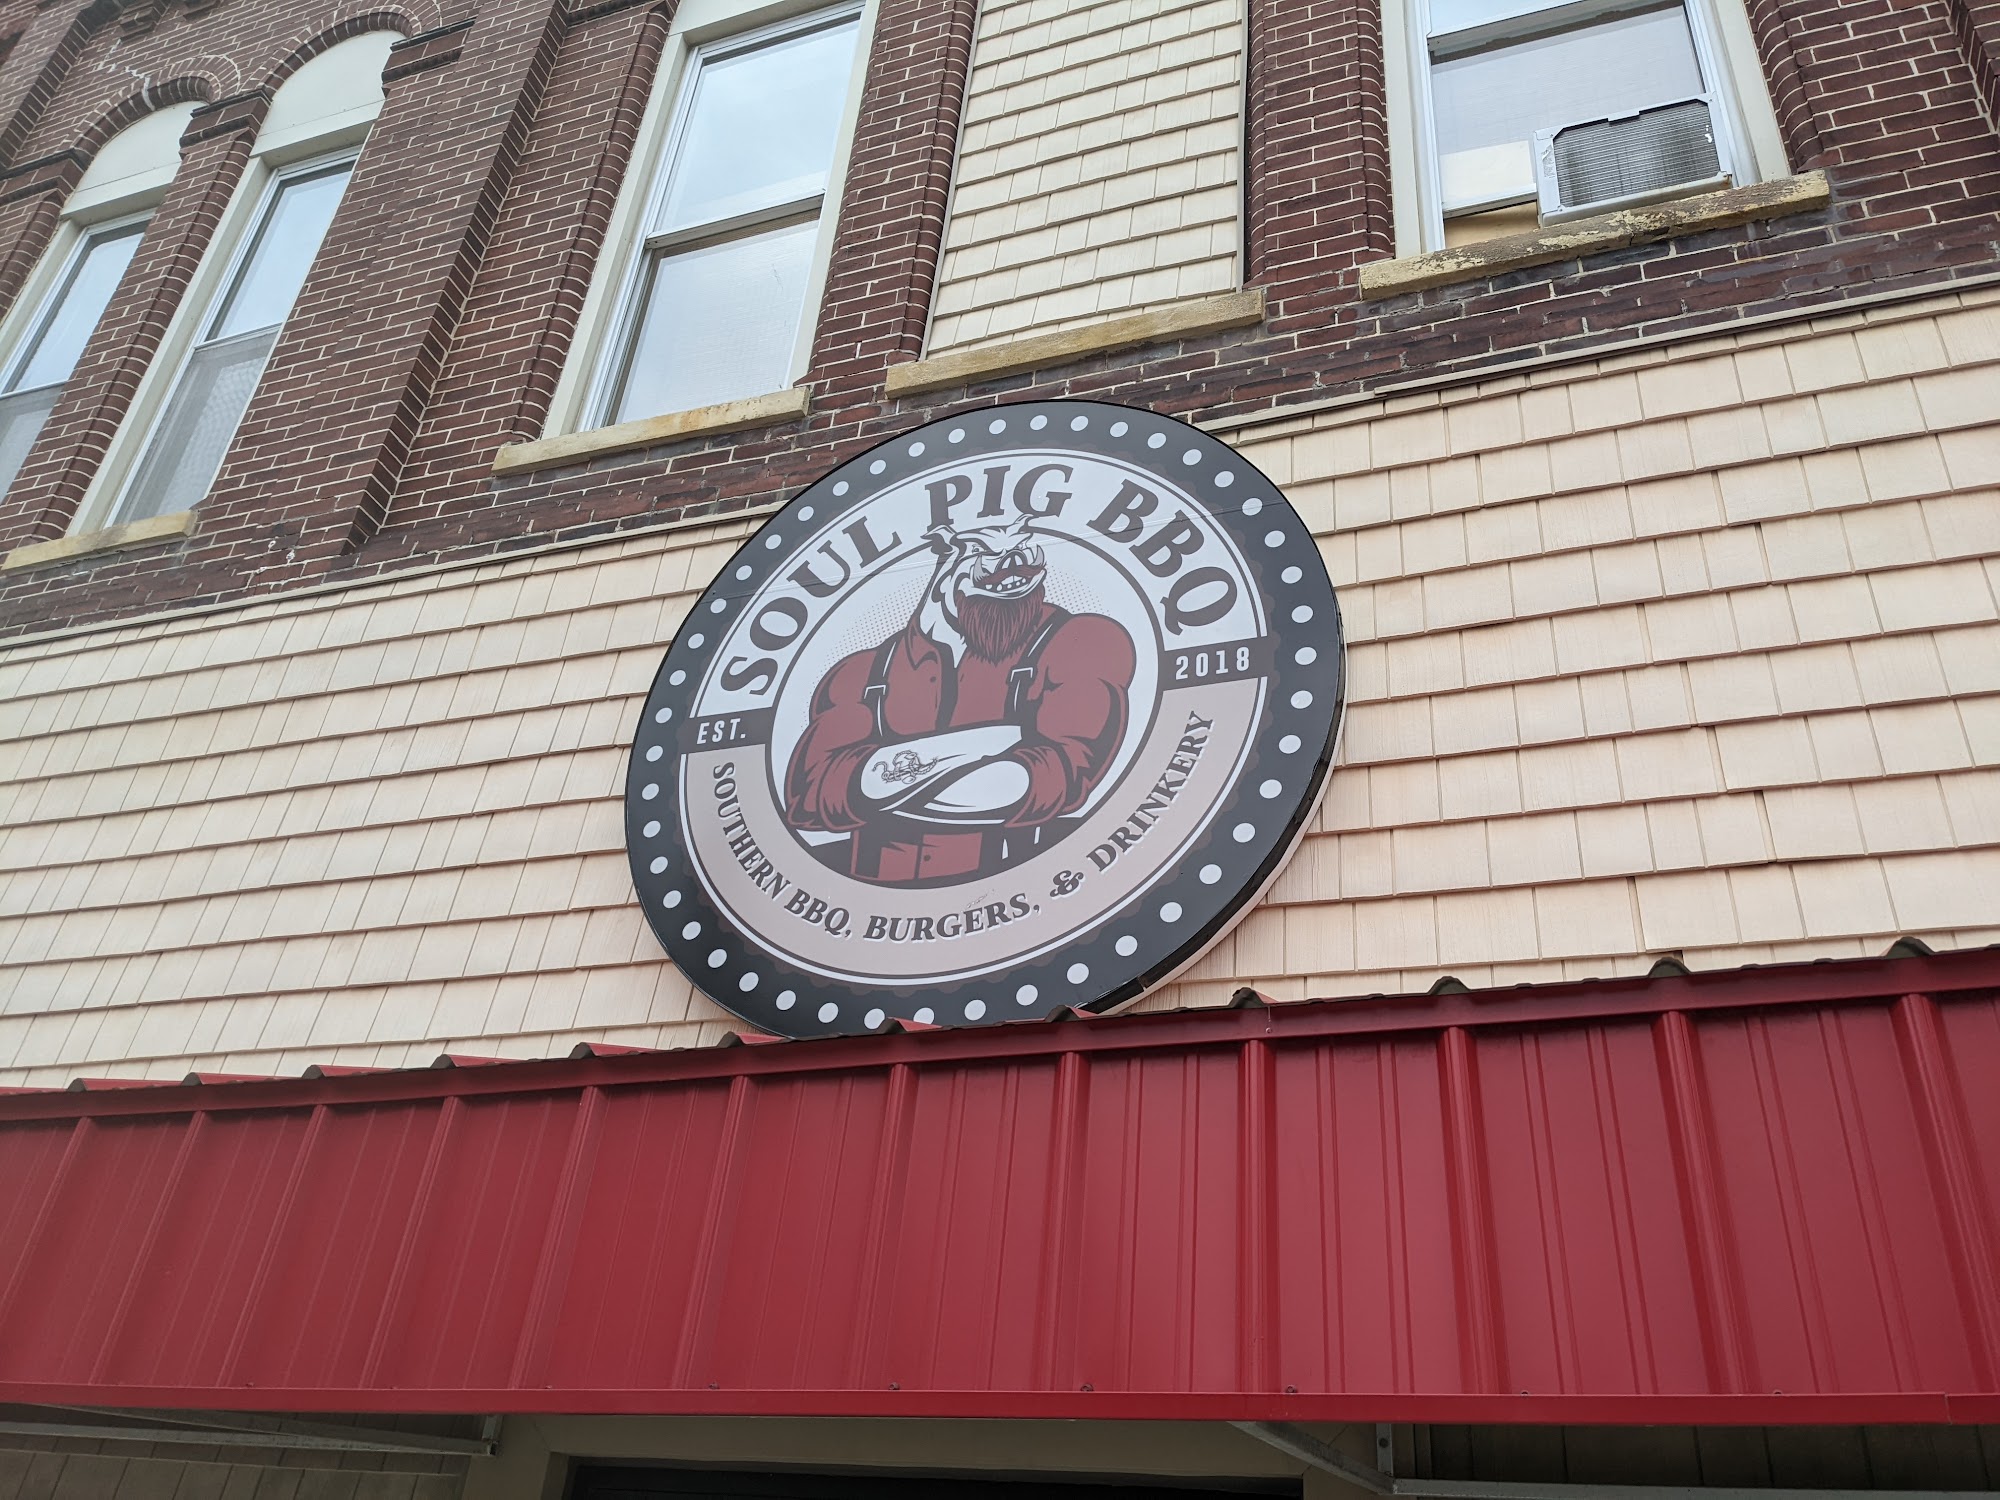 SOUL PIG BBQ
EST. 2018
SOUTHERN BBQ, BURGERS, & DRINKERY